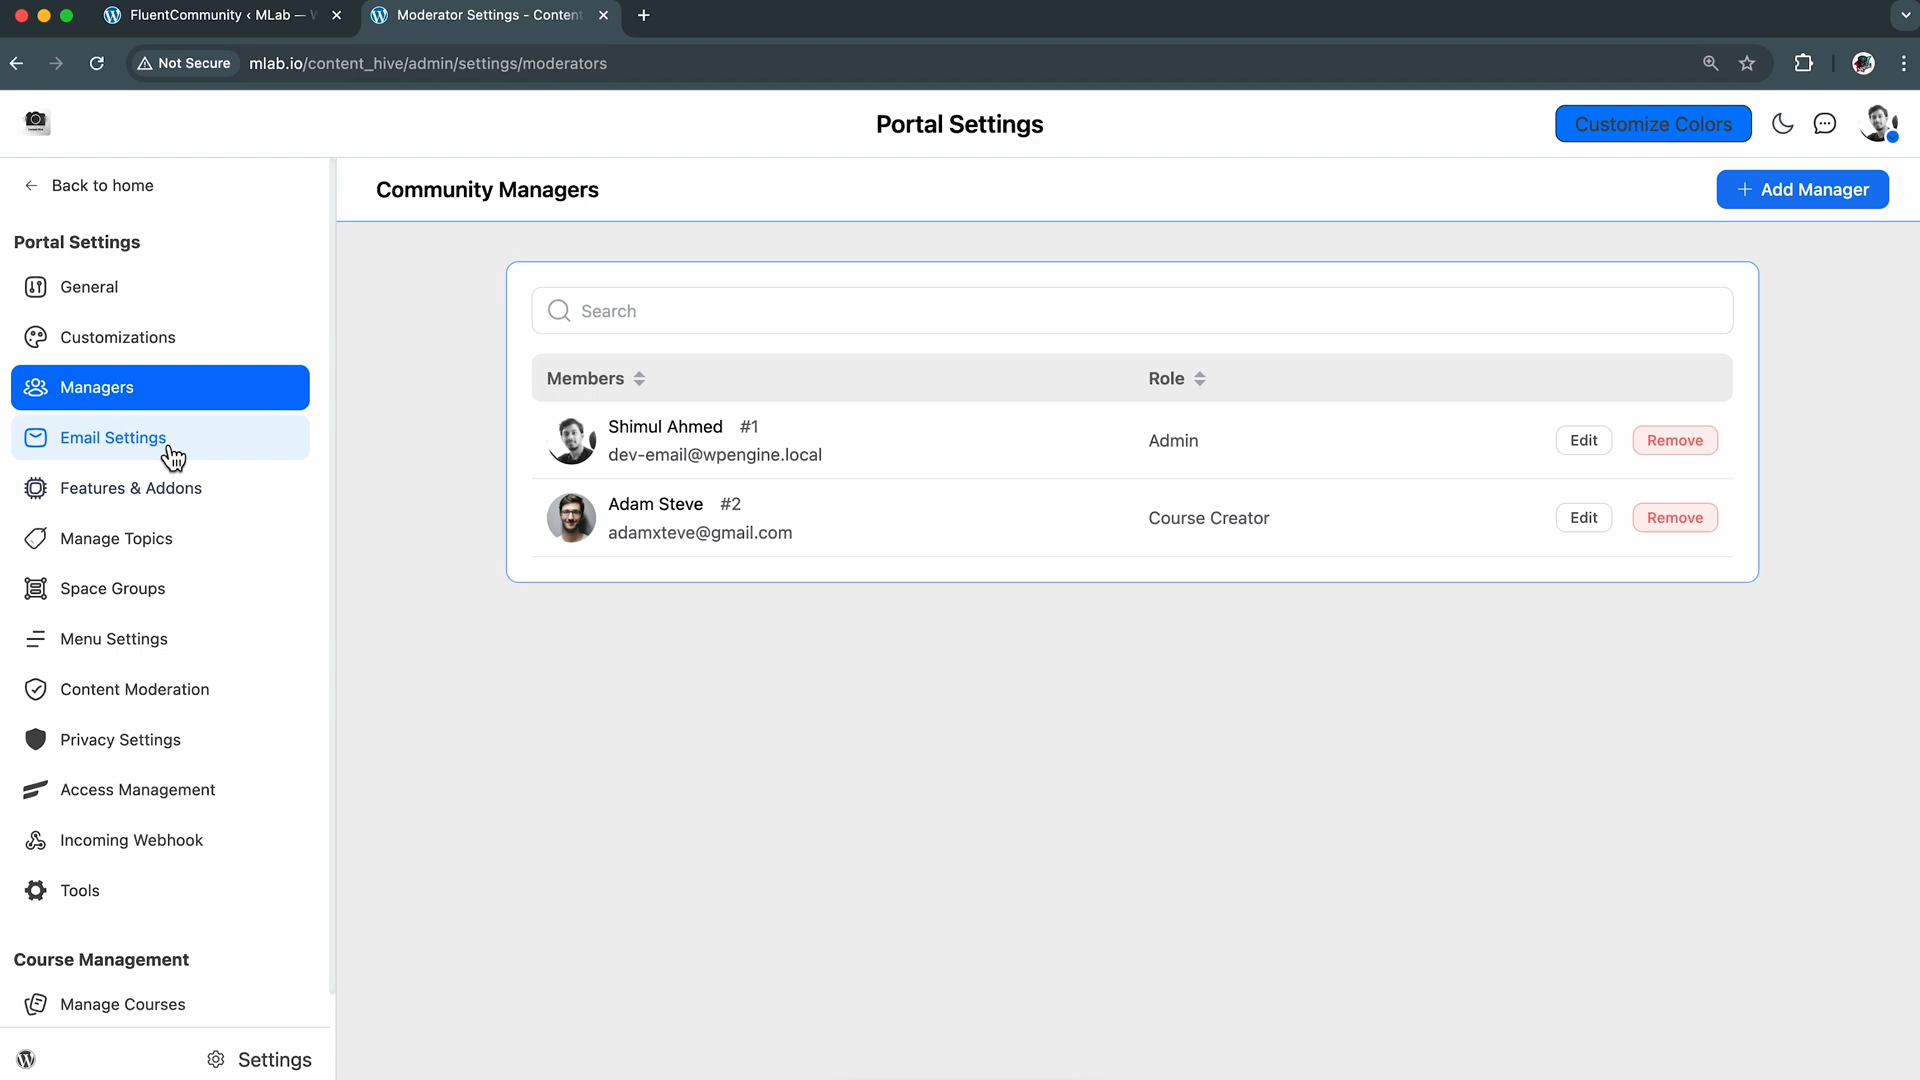 FluentCommunity ‹ MLab —
Moderator Settings - Content
Not Secure
mlab.io/content_hive/admin/settings/moderators
Portal Settings
Customize Colors
Back to home
Community Managers
Add Manager
Portal Settings
General
Customizations
Managers
Email Settings
Features & Addons
Manage Topics
Space Groups
Menu Settings
Content Moderation
Privacy Settings
Access Management
Incoming Webhook
Tools
Course Management
Manage Courses
Settings
Search
Members
Role
Shimul Ahmed #1
dev-email@wpengine.local
Admin
Edit
Remove
Adam Steve #2
adamxteve@gmail.com
Course Creator
Edit
Remove